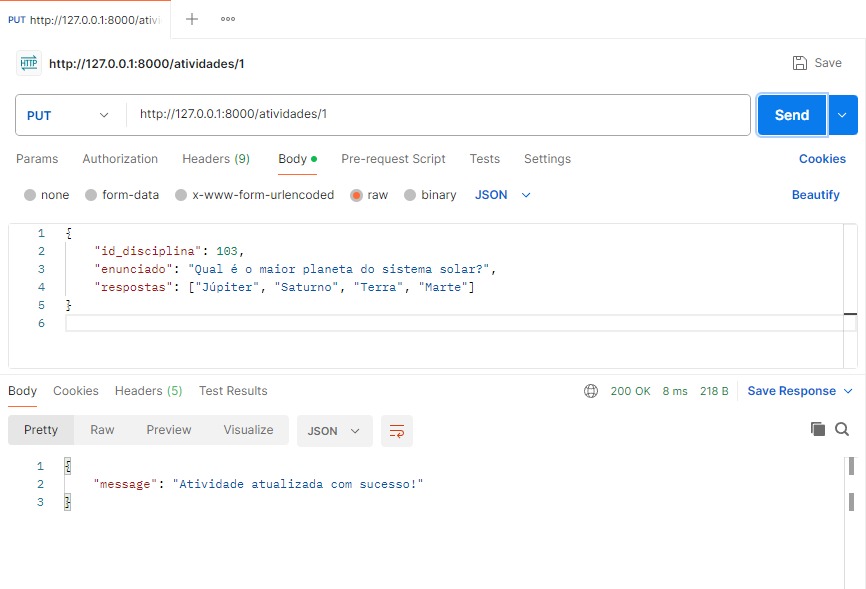 PUT http://127.0.0.1:8000/ativi
HTTP http://127.0.0.1:8000/atividades/1 Save
PUT http://127.0.0.1:8000/atividades/1 Send
Params Authorization Headers (9) Body Pre-request Script Tests Settings Cookies
none form-data x-www-form-urlencoded raw binary JSON Beautify
1 {
2 "id_disciplina": 103,
3 "enunciado": "Qual é o maior planeta do sistema solar?",
4 "respostas": ["Júpiter", "Saturno", "Terra", "Marte"]
5 }
6
Body Cookies Headers (5) Test Results 200 OK 8 ms 218 B Save Response
Pretty Raw Preview Visualize JSON
1 {
2 "message": "Atividade atualizada com sucesso!"
3 }